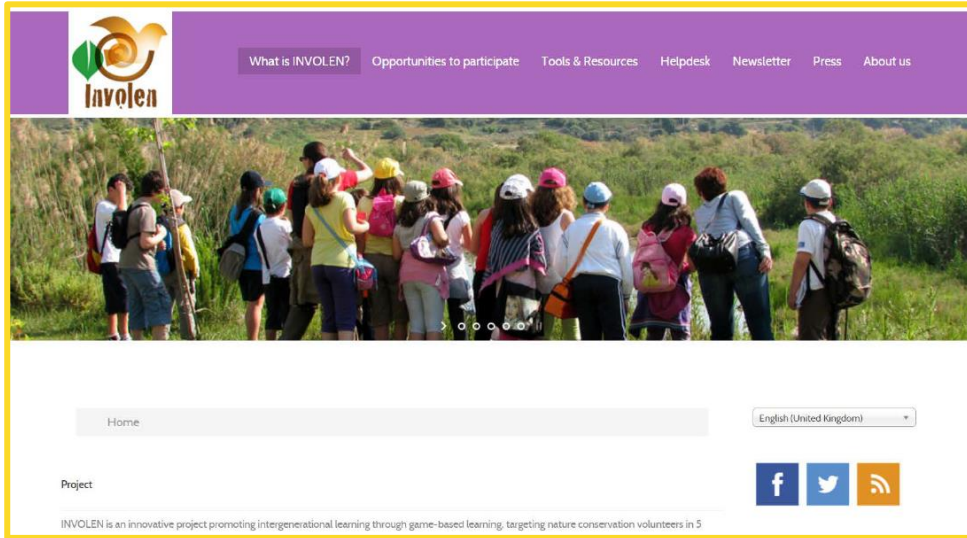 Involen
What is INVOLEN? Opportunities to participate Tools & Resources Helpdesk Newsletter Press About us
Home
English (United Kingdom)
Project
INVOLEN is an innovative project promoting intergenerational learning through game-based learning, targeting nature conservation volunteers in 5